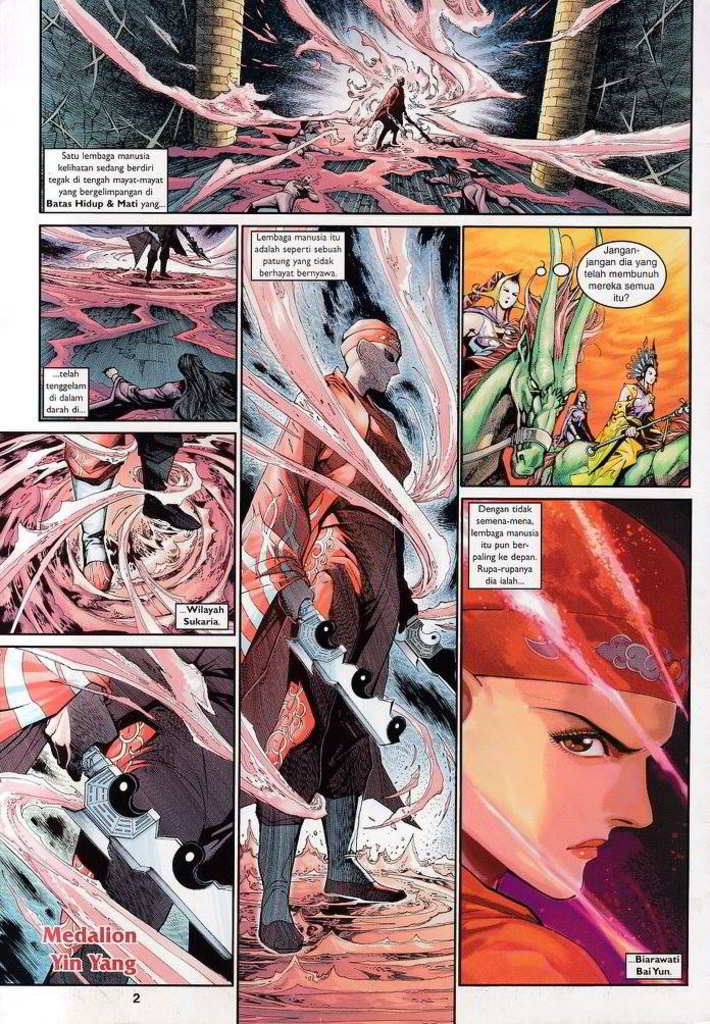 Satu lembaga manusia
kelihatan sedang berdiri
tegak di tengah mayat-mayat
yang bergelimpangan di
Batas Hidup & Mati yang...
...telah
tenggelam
di dalam
darah di...
...Wilayah
Sukaria.
Medalion
Yin Yang
Lembaga manusia itu
adalah seperti sebuah
patung yang tidak
berhayat bernyawa.
Jangan-
jangan dia yang
telah membunuh
mereka semua
itu?
Dengan tidak
semena-mena,
lembaga manusia
itu pun ber-
paling ke depan.
Rupa-rupanya
dia ialah...
...Biarawati
Bai Yun.
2